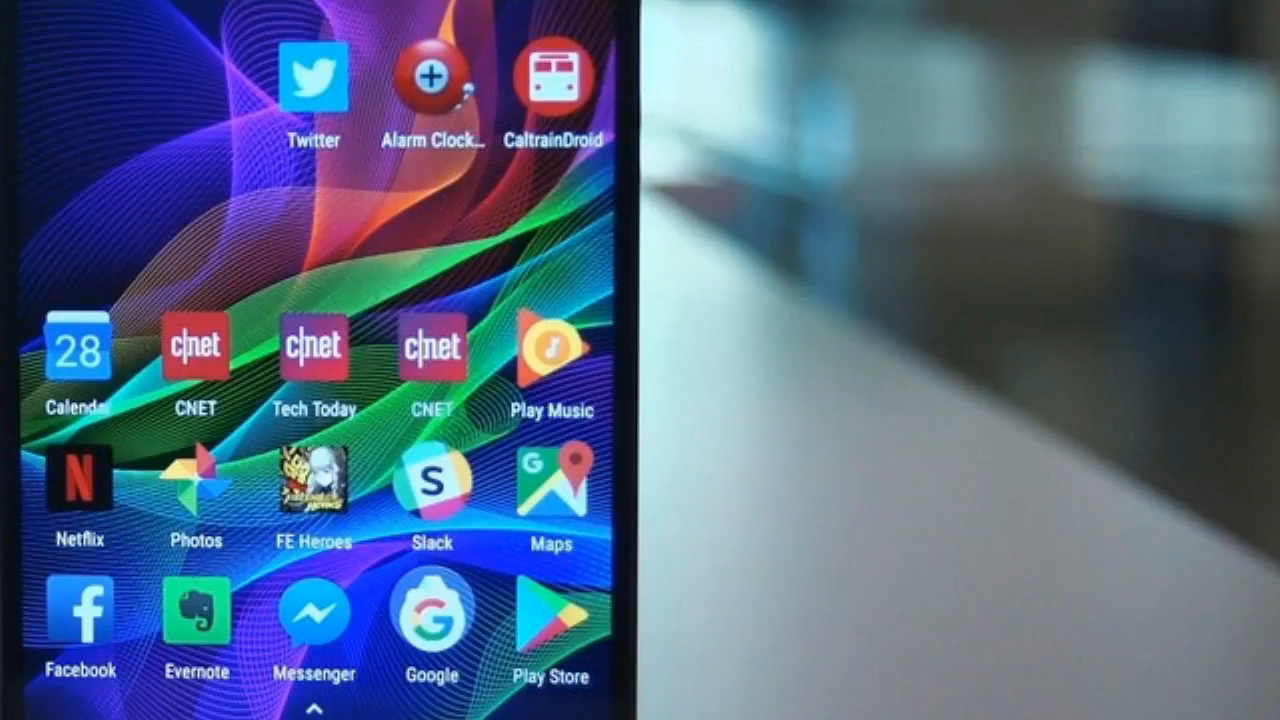 Twitter
Alarm Clock...
CaltrainDroid
28
c|net
c|net
c|net
Calenda
CNET
Tech Today
CNET
Play Music
N
S
G
Netflix
Photos
FE Heroes
Slack
Maps
f
G
Facebook
Evernote
Messenger
Google
Play Store